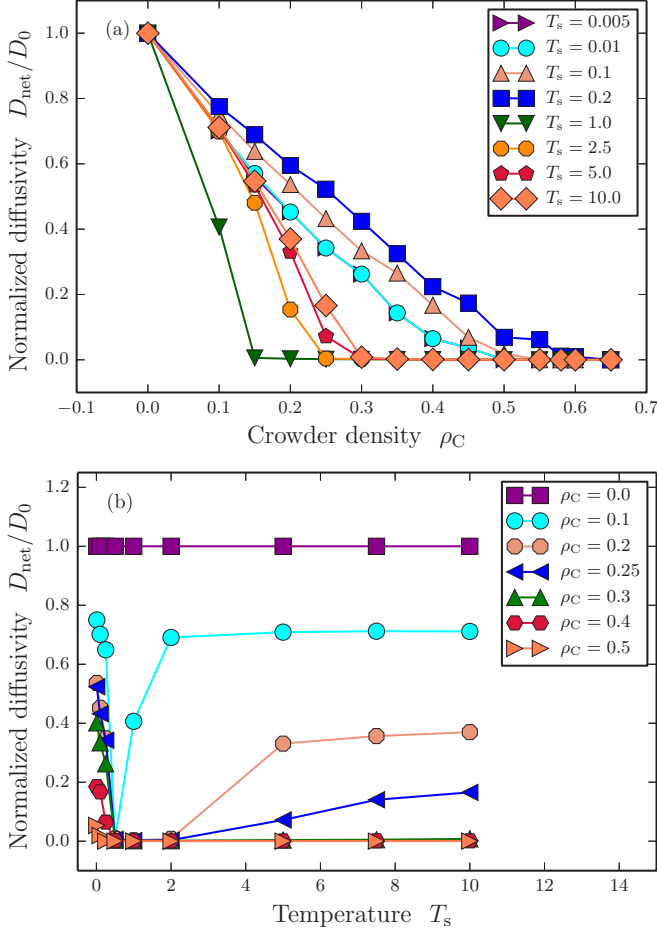 1.0
0.8
0.6
0.4
0.2
0.0
−0.1
0.0
0.1
0.2
0.3
0.4
0.5
0.6
0.7
Normalized diffusivity D_net/D_0
Crowder density ρ_C
(a)
T_s = 0.005
T_s = 0.01
T_s = 0.1
T_s = 0.2
T_s = 1.0
T_s = 2.5
T_s = 5.0
T_s = 10.0
1.2
1.0
0.8
0.6
0.4
0.2
0.0
0
2
4
6
8
10
12
14
Normalized diffusivity D_net/D_0
Temperature T_s
(b)
ρ_C = 0.0
ρ_C = 0.1
ρ_C = 0.2
ρ_C = 0.25
ρ_C = 0.3
ρ_C = 0.4
ρ_C = 0.5